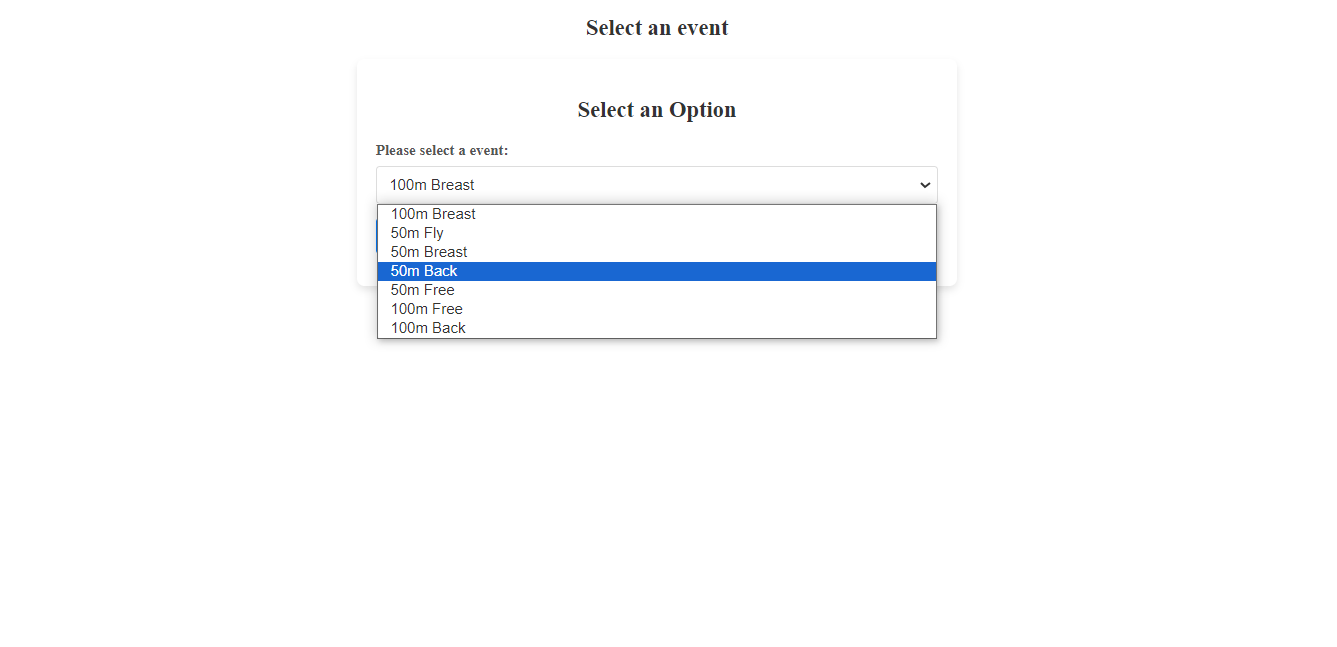 Select an event
Select an Option
Please select a event:
100m Breast
100m Breast
50m Fly
50m Breast
50m Back
50m Free
100m Free
100m Back